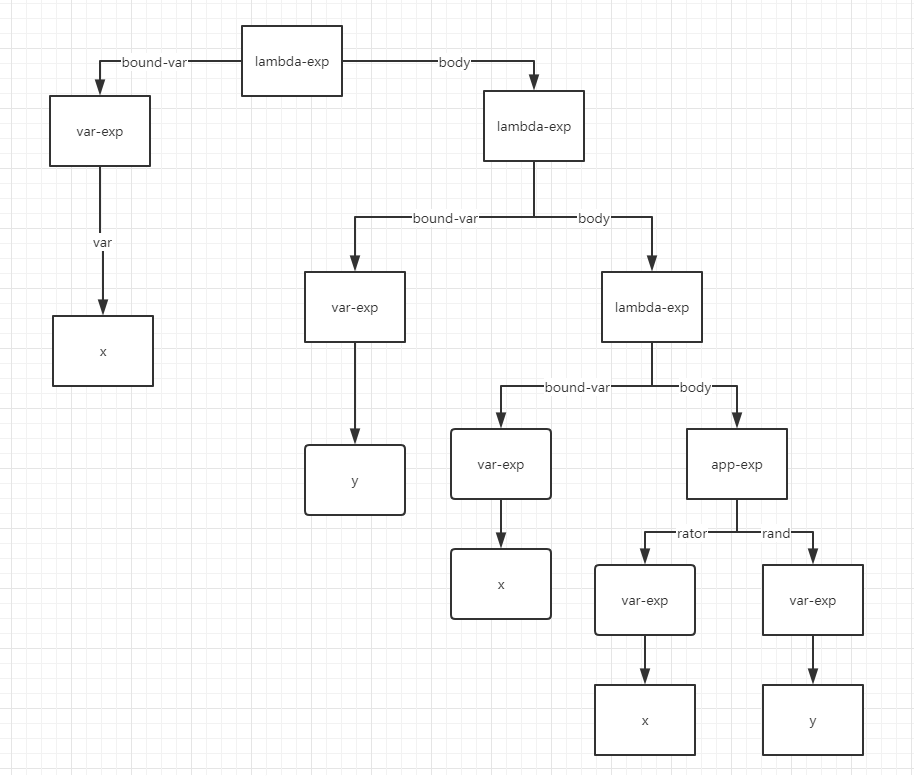 lambda-exp
bound-var
body
var-exp
lambda-exp
var
bound-var
body
x
var-exp
lambda-exp
bound-var
body
y
var-exp
app-exp
rator
rand
x
var-exp
var-exp
x
y